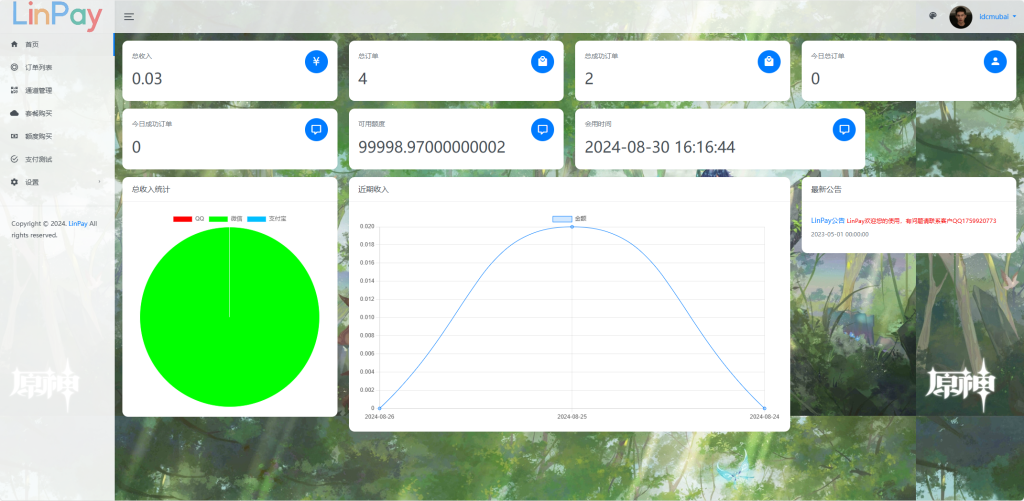 LinPay
ldcmubai
首页
订单列表
通道管理
套餐购买
额度购买
支付测试
设置
Copyright © 2024. LinPay All
rights reserved.
总收入
0.03
总订单
4
总成功订单
2
今日总订单
0
今日成功订单
0
可用额度
99998.97000000002
会用时间
2024-08-30 16:16:44
总收入统计
QQ 微信 支付宝
近期收入
金额
0.020
0.018
0.016
0.014
0.012
0.010
0.008
0.006
0.004
0.002
0
2024-08-26 2024-08-25 2024-08-24
最新公告
LinPay公告 LinPay欢迎您的使用、有问题请联系客户QQ1759920773
2023-05-01 00:00:00
原神
原神